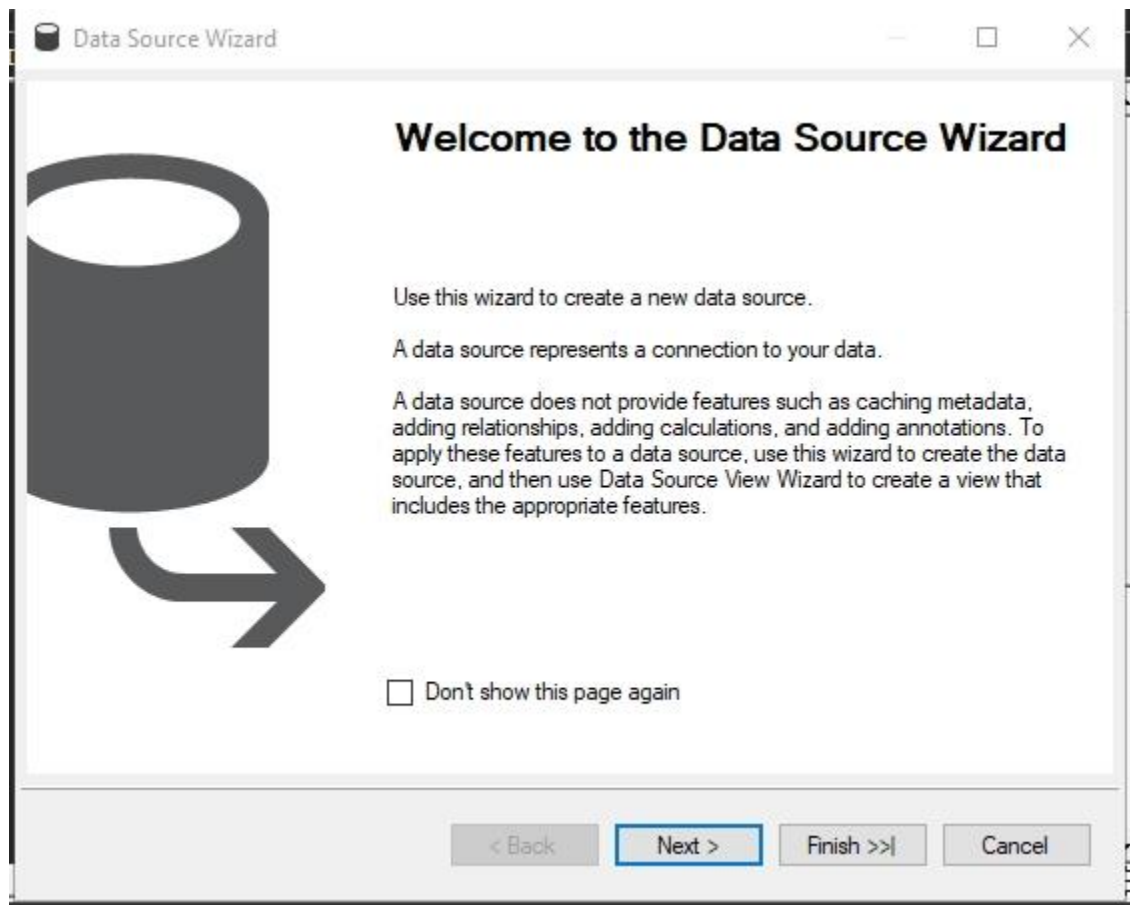 Data Source Wizard
Welcome to the Data Source Wizard
Use this wizard to create a new data source.
A data source represents a connection to your data.
A data source does not provide features such as caching metadata,
adding relationships, adding calculations, and adding annotations. To
apply these features to a data source, use this wizard to create the data
source, and then use Data Source View Wizard to create a view that
includes the appropriate features.
Don't show this page again
< Back Next > Finish >>| Cancel